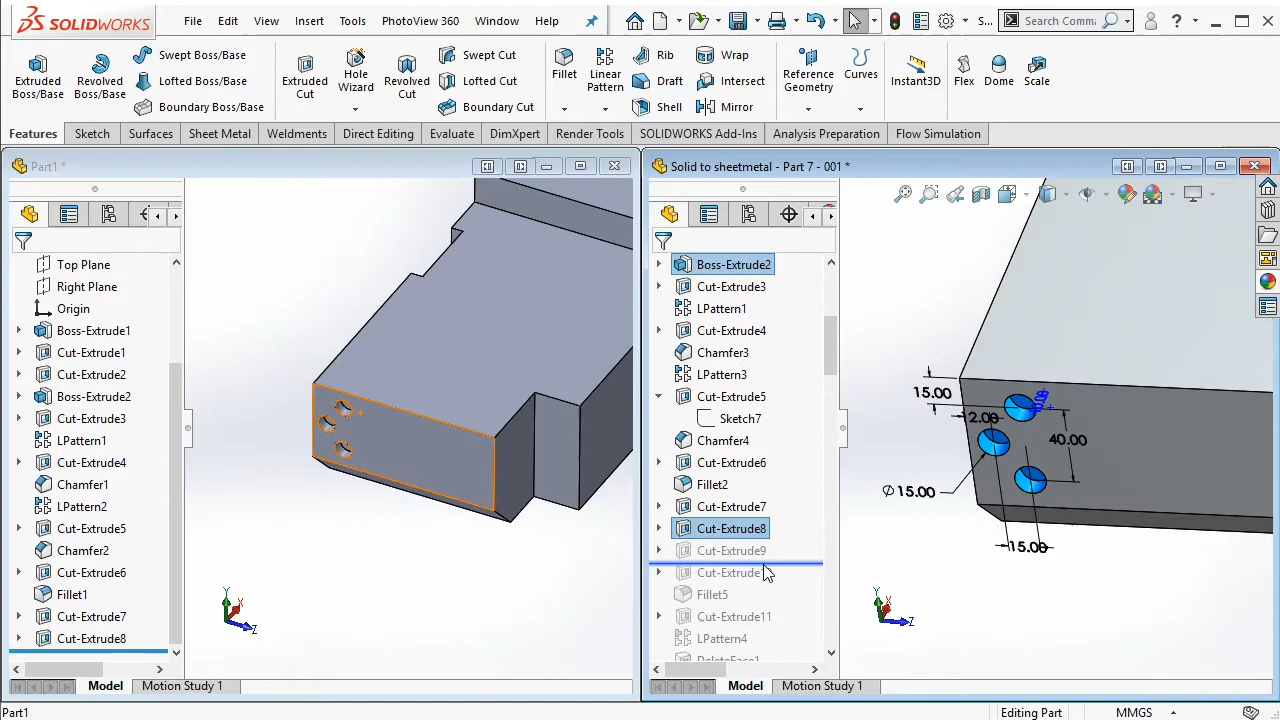 SOLIDWORKS File Edit View Insert Tools PhotoView 360 Window Help S... Search Comma
Extruded Boss/Base
Revolved Boss/Base
Swept Boss/Base
Lofted Boss/Base
Boundary Boss/Base
Extruded Cut
Hole Wizard
Revolved Cut
Swept Cut
Lofted Cut
Boundary Cut
Fillet
Linear Pattern
Rib
Draft
Shell
Wrap
Intersect
Mirror
Reference Geometry
Curves
Instant3D
Flex
Dome
Scale
Features Sketch Surfaces Sheet Metal Weldments Direct Editing Evaluate DimXpert Render Tools SOLIDWORKS Add-Ins Analysis Preparation Flow Simulation
Part1 *
Top Plane
Right Plane
Origin
Boss-Extrude1
Cut-Extrude1
Cut-Extrude2
Boss-Extrude2
Cut-Extrude3
LPattern1
Cut-Extrude4
Chamfer1
LPattern2
Cut-Extrude5
Chamfer2
Cut-Extrude6
Fillet1
Cut-Extrude7
Cut-Extrude8
Y
X
Z
Model Motion Study 1
Solid to sheetmetal - Part 7 - 001 *
Boss-Extrude2
Cut-Extrude3
LPattern1
Cut-Extrude4
Chamfer3
LPattern3
Cut-Extrude5
Sketch7
Chamfer4
Cut-Extrude6
Fillet2
Cut-Extrude7
Cut-Extrude8
Cut-Extrude9
Fillet5
Cut-Extrude11
LPattern4
DeleteFace1
15.00
2.00
40.00
Ø15.00
15.00
Y
X
Z
Model Motion Study 1
Part1 Editing Part MMGS